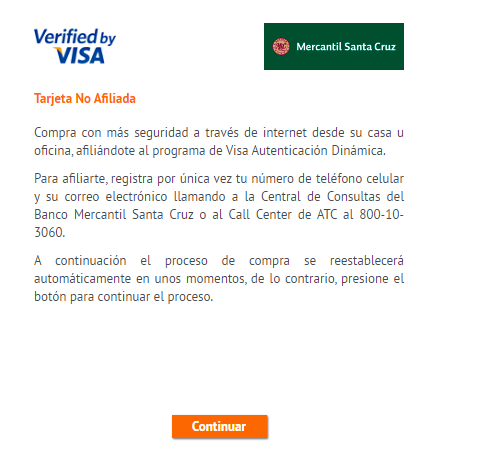 Verified by
VISA
Mercantil Santa Cruz
Tarjeta No Afiliada
Compra con más seguridad a través de internet desde su casa u
oficina, afiliándote al programa de Visa Autenticación Dinámica.
Para afiliarte, registra por única vez tu número de teléfono celular
y su correo electrónico llamando a la Central de Consultas del
Banco Mercantil Santa Cruz o al Call Center de ATC al 800-10-
3060.
A continuación el proceso de compra se reestablecerá
automáticamente en unos momentos, de lo contrario, presione el
botón para continuar el proceso.
Continuar